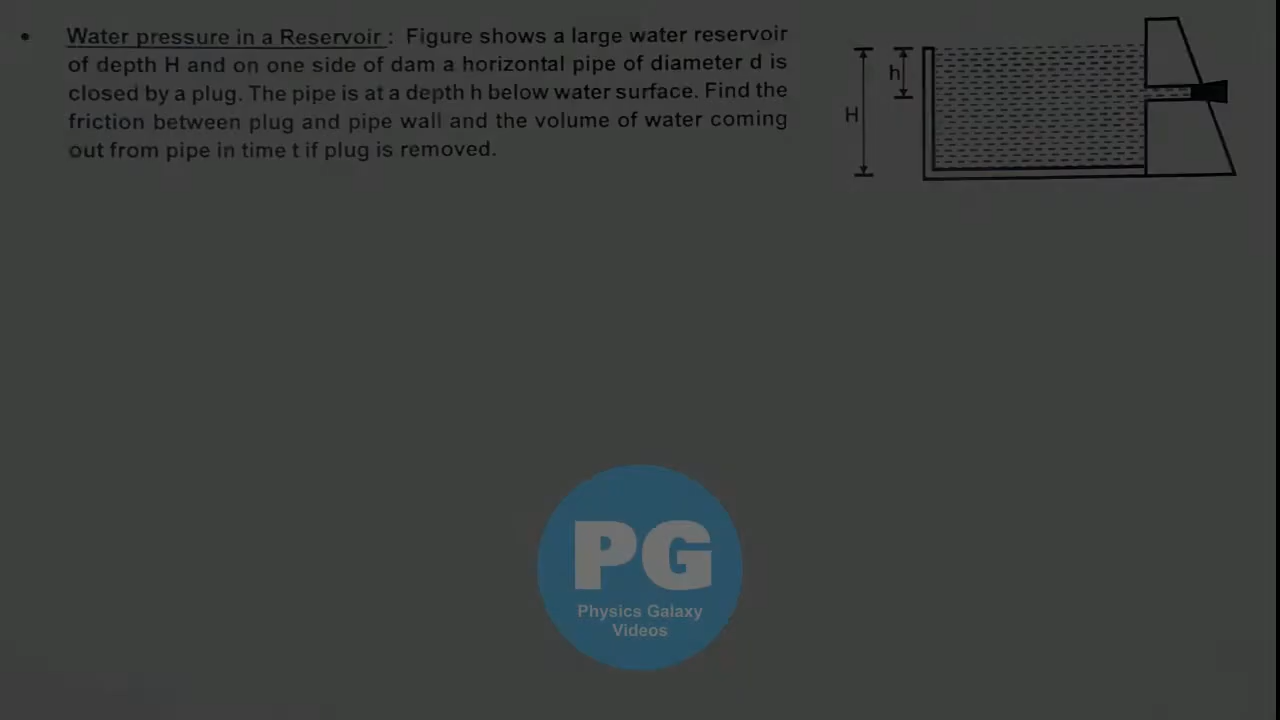 • Water pressure in a Reservoir : Figure shows a large water reservoir
of depth H and on one side of dam a horizontal pipe of diameter d is
closed by a plug. The pipe is at a depth h below water surface. Find the
friction between plug and pipe wall and the volume of water coming
out from pipe in time t if plug is removed.
h
H
PG
Physics Galaxy
Videos